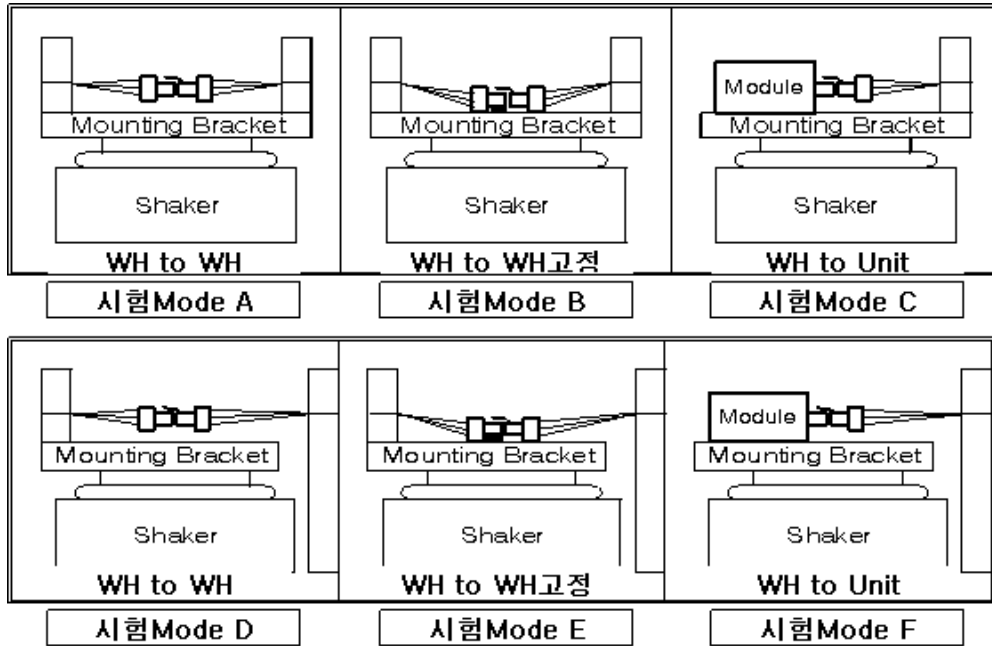 Mounting Bracket
Shaker
WH to WH
시험Mode A
Mounting Bracket
Shaker
WH to WH고정
시험Mode B
Module
Mounting Bracket
Shaker
WH to Unit
시험Mode C
Mounting Bracket
Shaker
WH to WH
시험Mode D
Mounting Bracket
Shaker
WH to WH고정
시험Mode E
Module
Mounting Bracket
Shaker
WH to Unit
시험Mode F